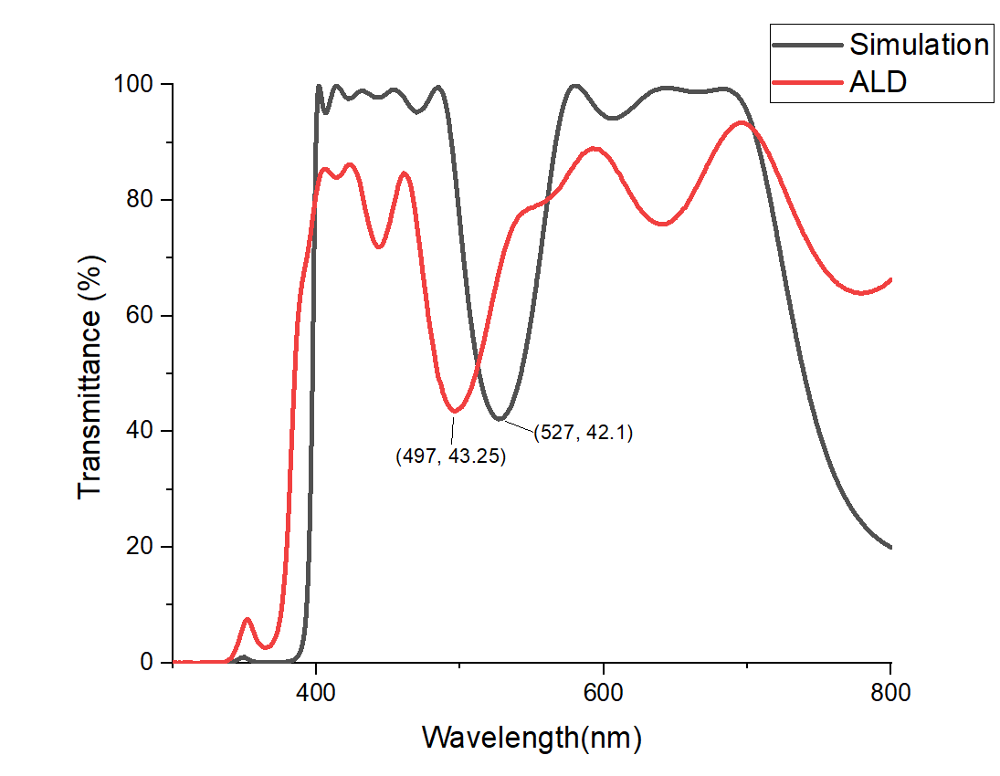 Simulation
ALD
100
80
60
40
20
0
Transmittance (%)
(527, 42.1)
(497, 43.25)
400
600
800
Wavelength(nm)